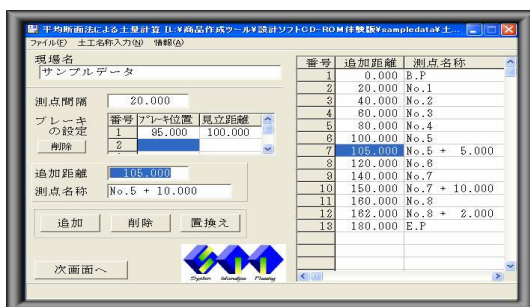 平均断面法による土量計算 [L:¥商品作成ツール¥設計ソフトCD-ROM体験版¥sampledata¥土...
ファイル(F) 土工名称入力(N) 情報(A)
現場名
サンプルデータ
測点間隔 20.000
ブレーキの設定
削除
番号 ブレーキ位置 見立距離
1 95.000 100.000
2
追加距離 105.000
測点名称 No.5 + 10.000
追加 削除 置換え
次画面へ
System Islandize Planning
番号 追加距離 測点名称
1 0.000 B.P
2 20.000 No.1
3 40.000 No.2
4 60.000 No.3
5 80.000 No.4
6 100.000 No.5
7 105.000 No.5 + 5.000
8 120.000 No.6
9 140.000 No.7
10 150.000 No.7 + 10.000
11 160.000 No.8
12 162.000 No.8 + 2.000
13 180.000 E.P